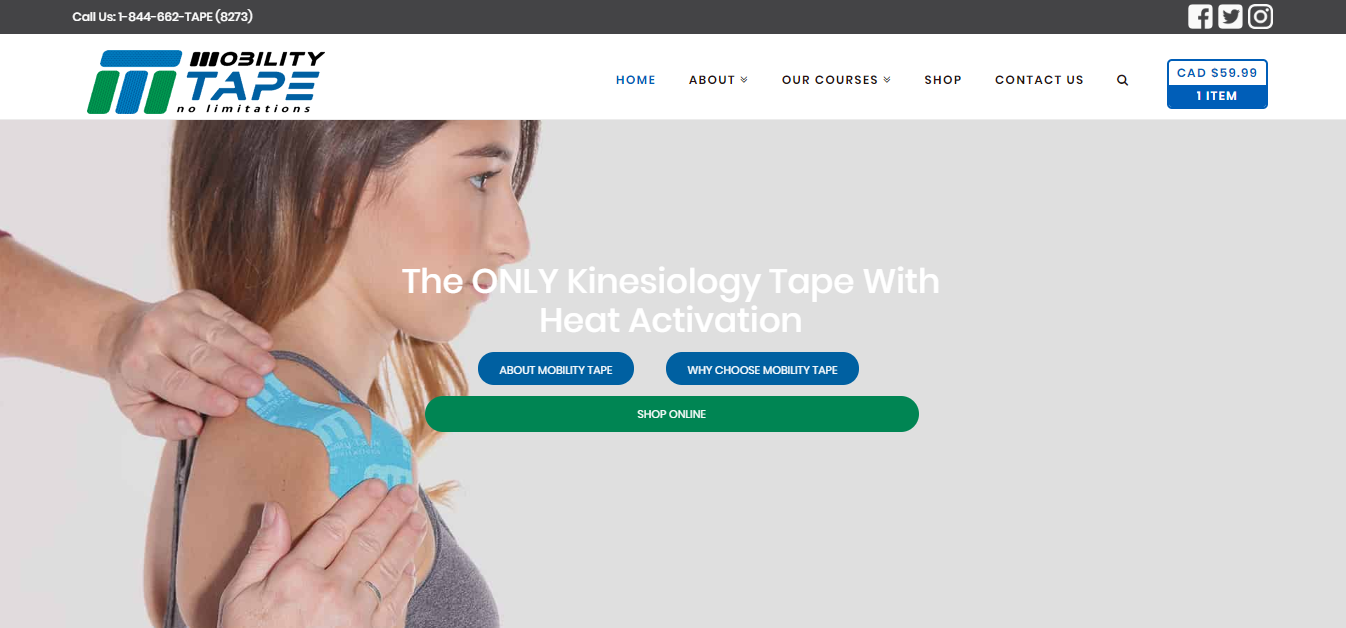 Call Us: 1-844-662-TAPE (8273)
MOBILITY
TAPE
no limitations
HOME
ABOUT
OUR COURSES
SHOP
CONTACT US
CAD $59.99
1 ITEM
The ONLY Kinesiology Tape With
Heat Activation
ABOUT MOBILITY TAPE
WHY CHOOSE MOBILITY TAPE
SHOP ONLINE